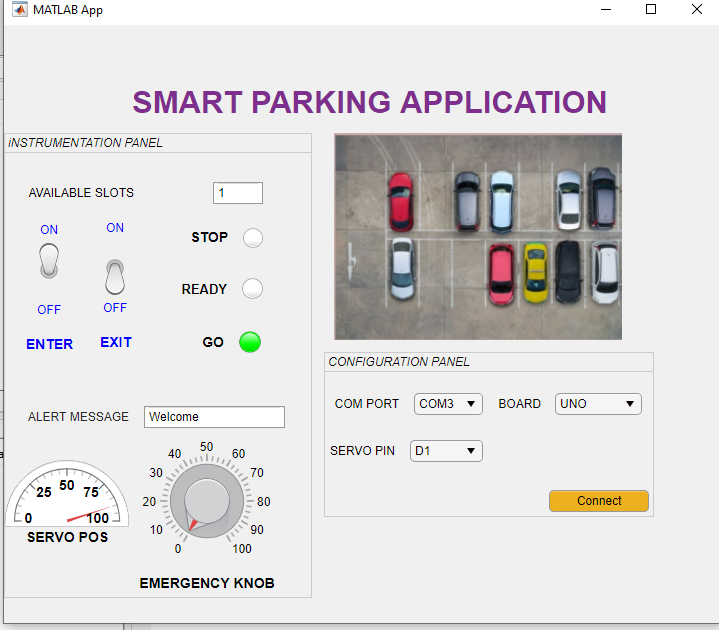 MATLAB App
SMART PARKING APPLICATION
iNSTRUMENTATION PANEL
AVAILABLE SLOTS 1
ON ON
OFF OFF
ENTER EXIT
STOP
READY
GO
ALERT MESSAGE Welcome
0 25 50 75 100
SERVO POS
0 10 20 30 40 50 60 70 80 90 100
EMERGENCY KNOB
CONFIGURATION PANEL
COM PORT COM3 BOARD UNO
SERVO PIN D1
Connect